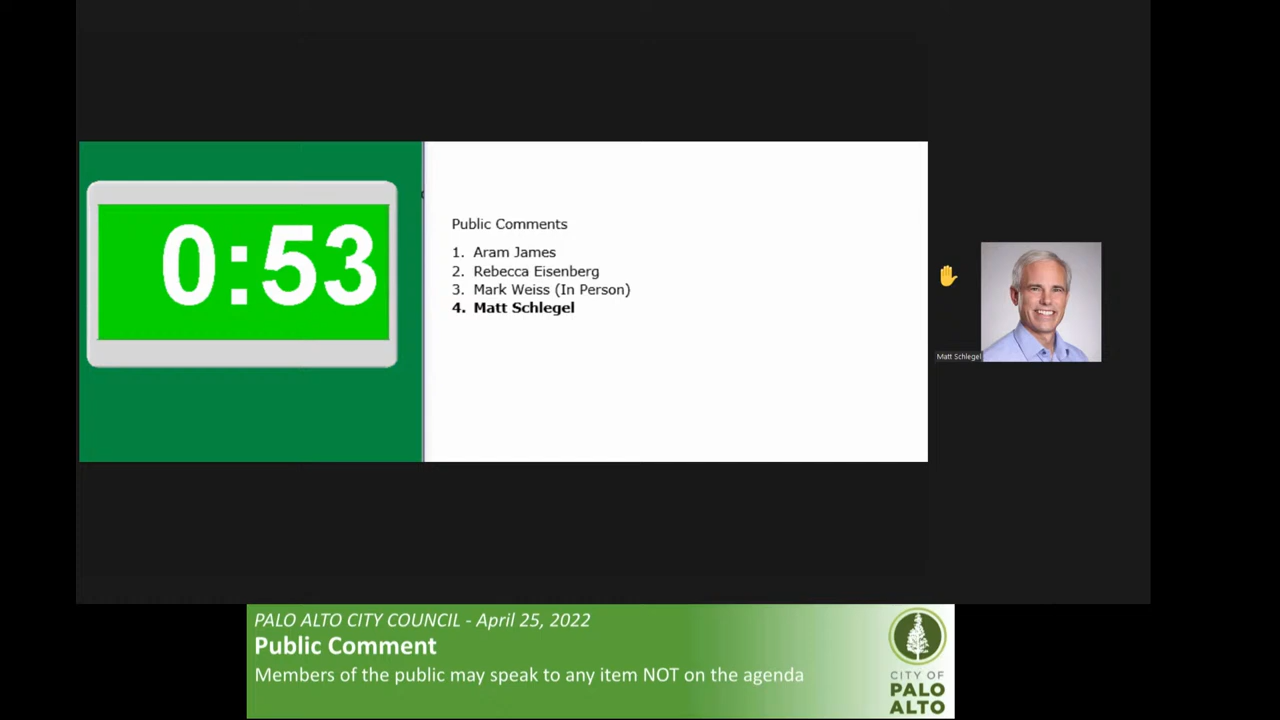 0:53
Public Comments
1. Aram James
2. Rebecca Eisenberg
3. Mark Weiss (In Person)
4. Matt Schlegel
Matt Schlegel
PALO ALTO CITY COUNCIL - April 25, 2022
Public Comment
Members of the public may speak to any item NOT on the agenda
CITY OF
PALO
ALTO